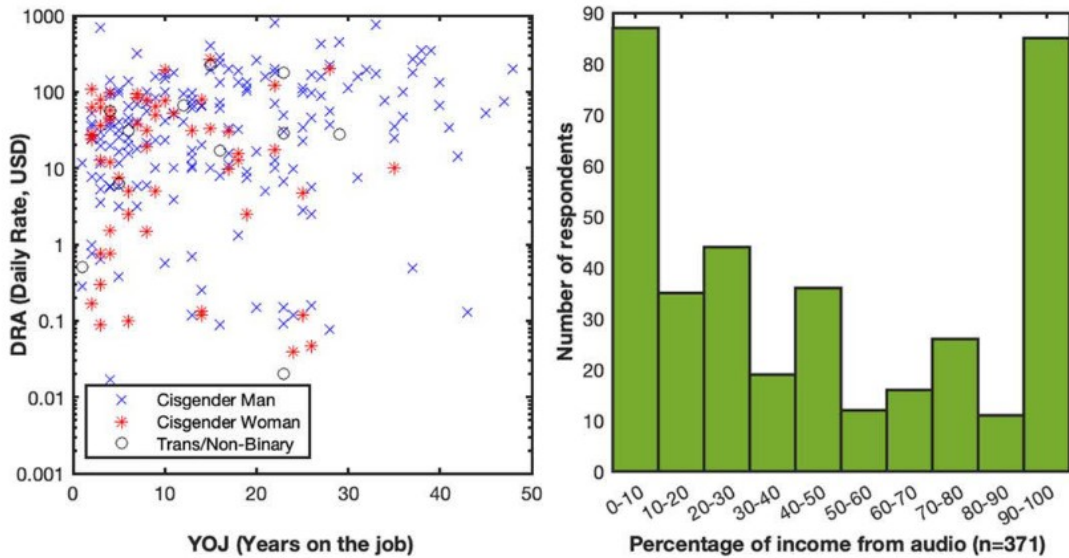 1000
100
10
1
0.1
0.01
0.001
DRA (Daily Rate, USD)
Cisgender Man
Cisgender Woman
Trans/Non-Binary
0 10 20 30 40 50
YOJ (Years on the job)
90
80
70
60
50
40
30
20
10
0
Number of respondents
0-10 10-20 20-30 30-40 40-50 50-60 60-70 70-80 80-90 90-100
Percentage of income from audio (n=371)